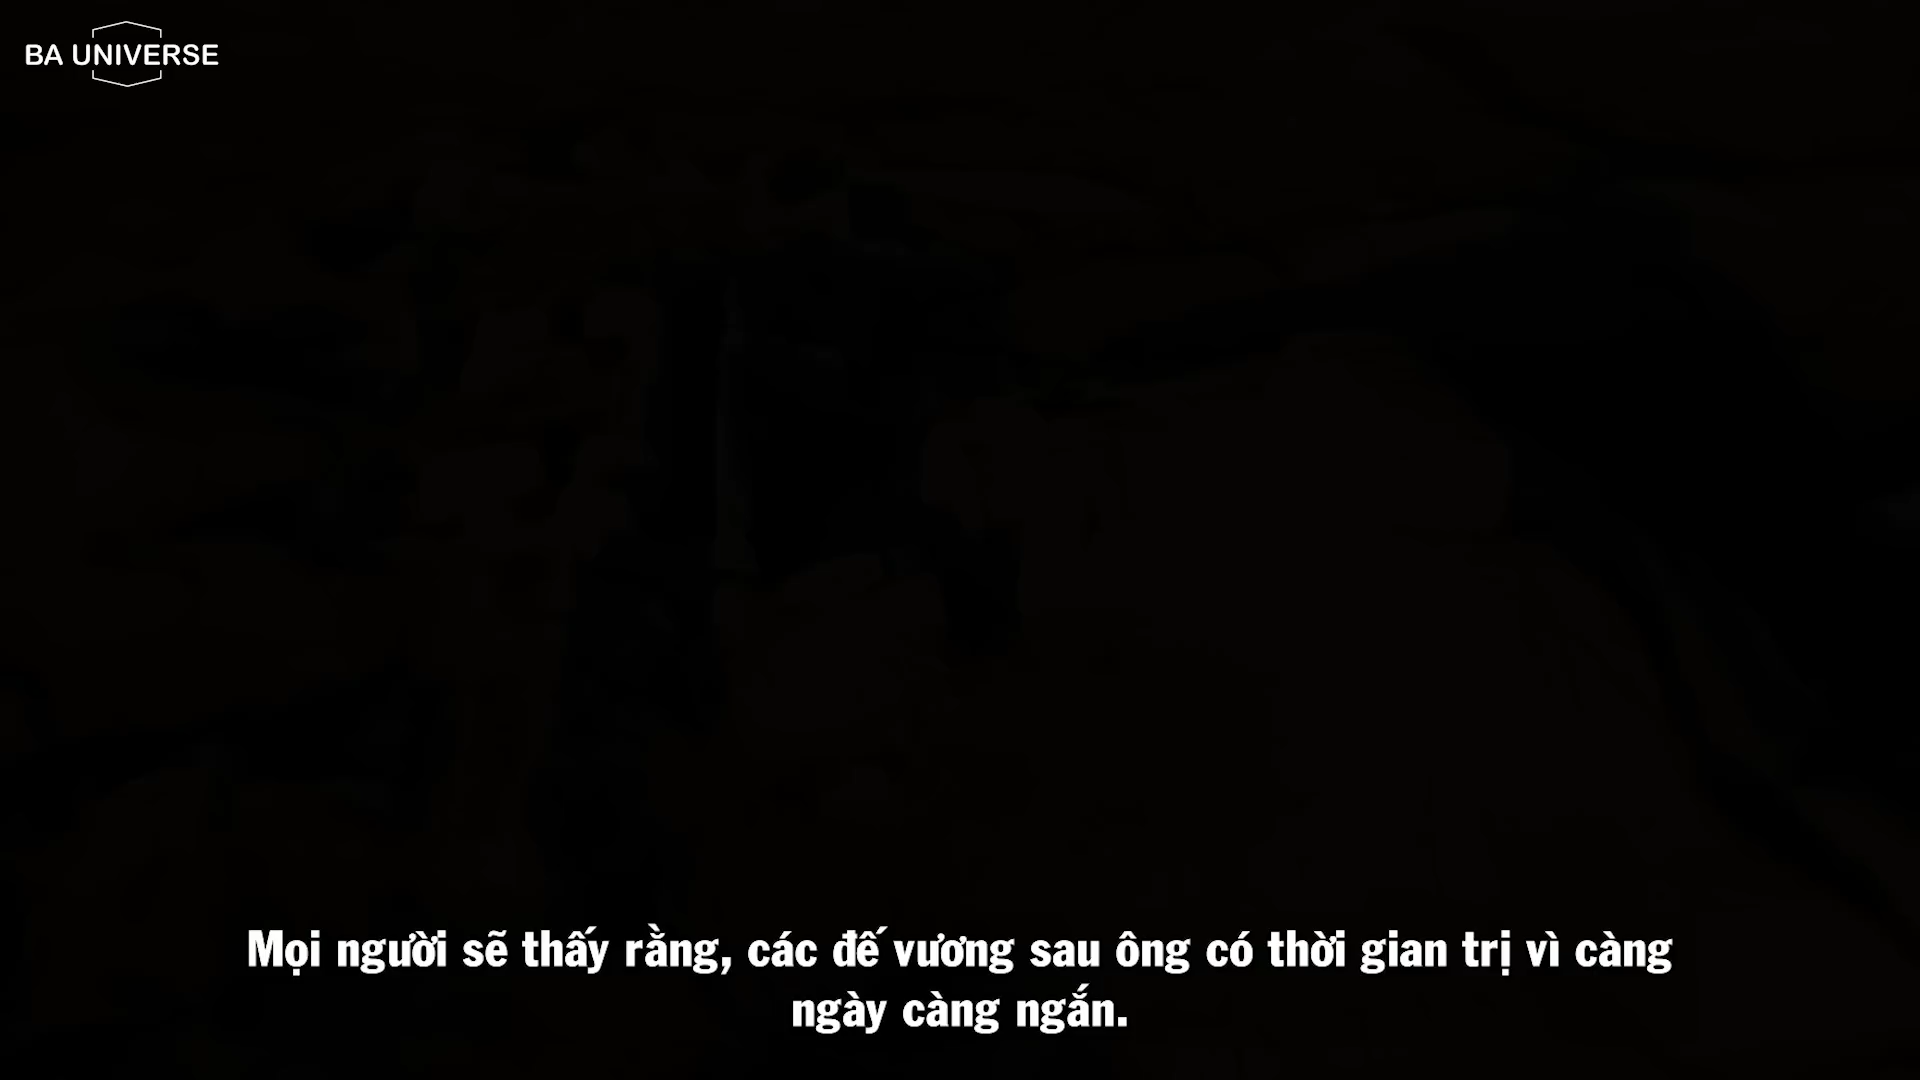 BA UNIVERSE
Mọi người sẽ thấy rằng, các đế vương sau ông có thời gian trị vì càng
ngày càng ngắn.